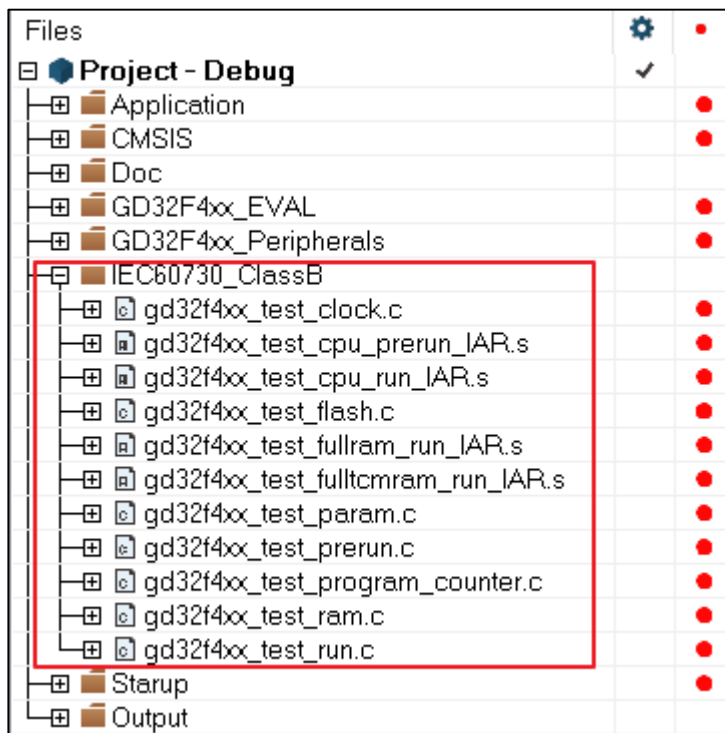 Files
Project - Debug
Application
CMSIS
Doc
GD32F4xx_EVAL
GD32F4xx_Peripherals
IEC60730_ClassB
gd32f4xx_test_clock.c
gd32f4xx_test_cpu_prerun_IAR.s
gd32f4xx_test_cpu_run_IAR.s
gd32f4xx_test_flash.c
gd32f4xx_test_fullram_run_IAR.s
gd32f4xx_test_fulltcmram_run_IAR.s
gd32f4xx_test_param.c
gd32f4xx_test_prerun.c
gd32f4xx_test_program_counter.c
gd32f4xx_test_ram.c
gd32f4xx_test_run.c
Starup
Output